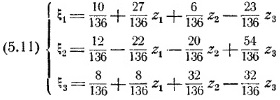 (5.11) { ξ₁ = 10/136 + 27/136 z₁ + 6/136 z₂ − 23/136 z₃
ξ₂ = 12/136 − 22/136 z₁ − 20/136 z₂ + 54/136 z₃
ξ₃ = 8/136 + 8/136 z₁ + 32/136 z₂ − 32/136 z₃